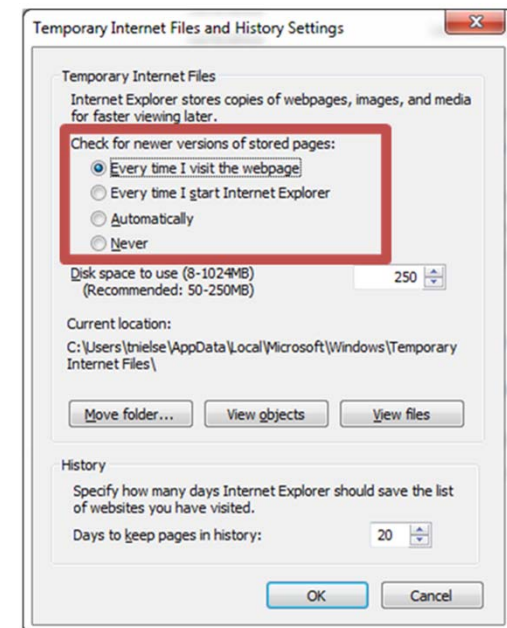 Temporary Internet Files and History Settings
Temporary Internet Files
Internet Explorer stores copies of webpages, images, and media
for faster viewing later.
Check for newer versions of stored pages:
Every time I visit the webpage
Every time I start Internet Explorer
Automatically
Never
Disk space to use (8-1024MB)
250
(Recommended: 50-250MB)
Current location:
C:\Users\tnielse\AppData\Local\Microsoft\Windows\Temporary
Internet Files\
Move folder... View objects View files
History
Specify how many days Internet Explorer should save the list
of websites you have visited.
Days to keep pages in history: 20
OK Cancel